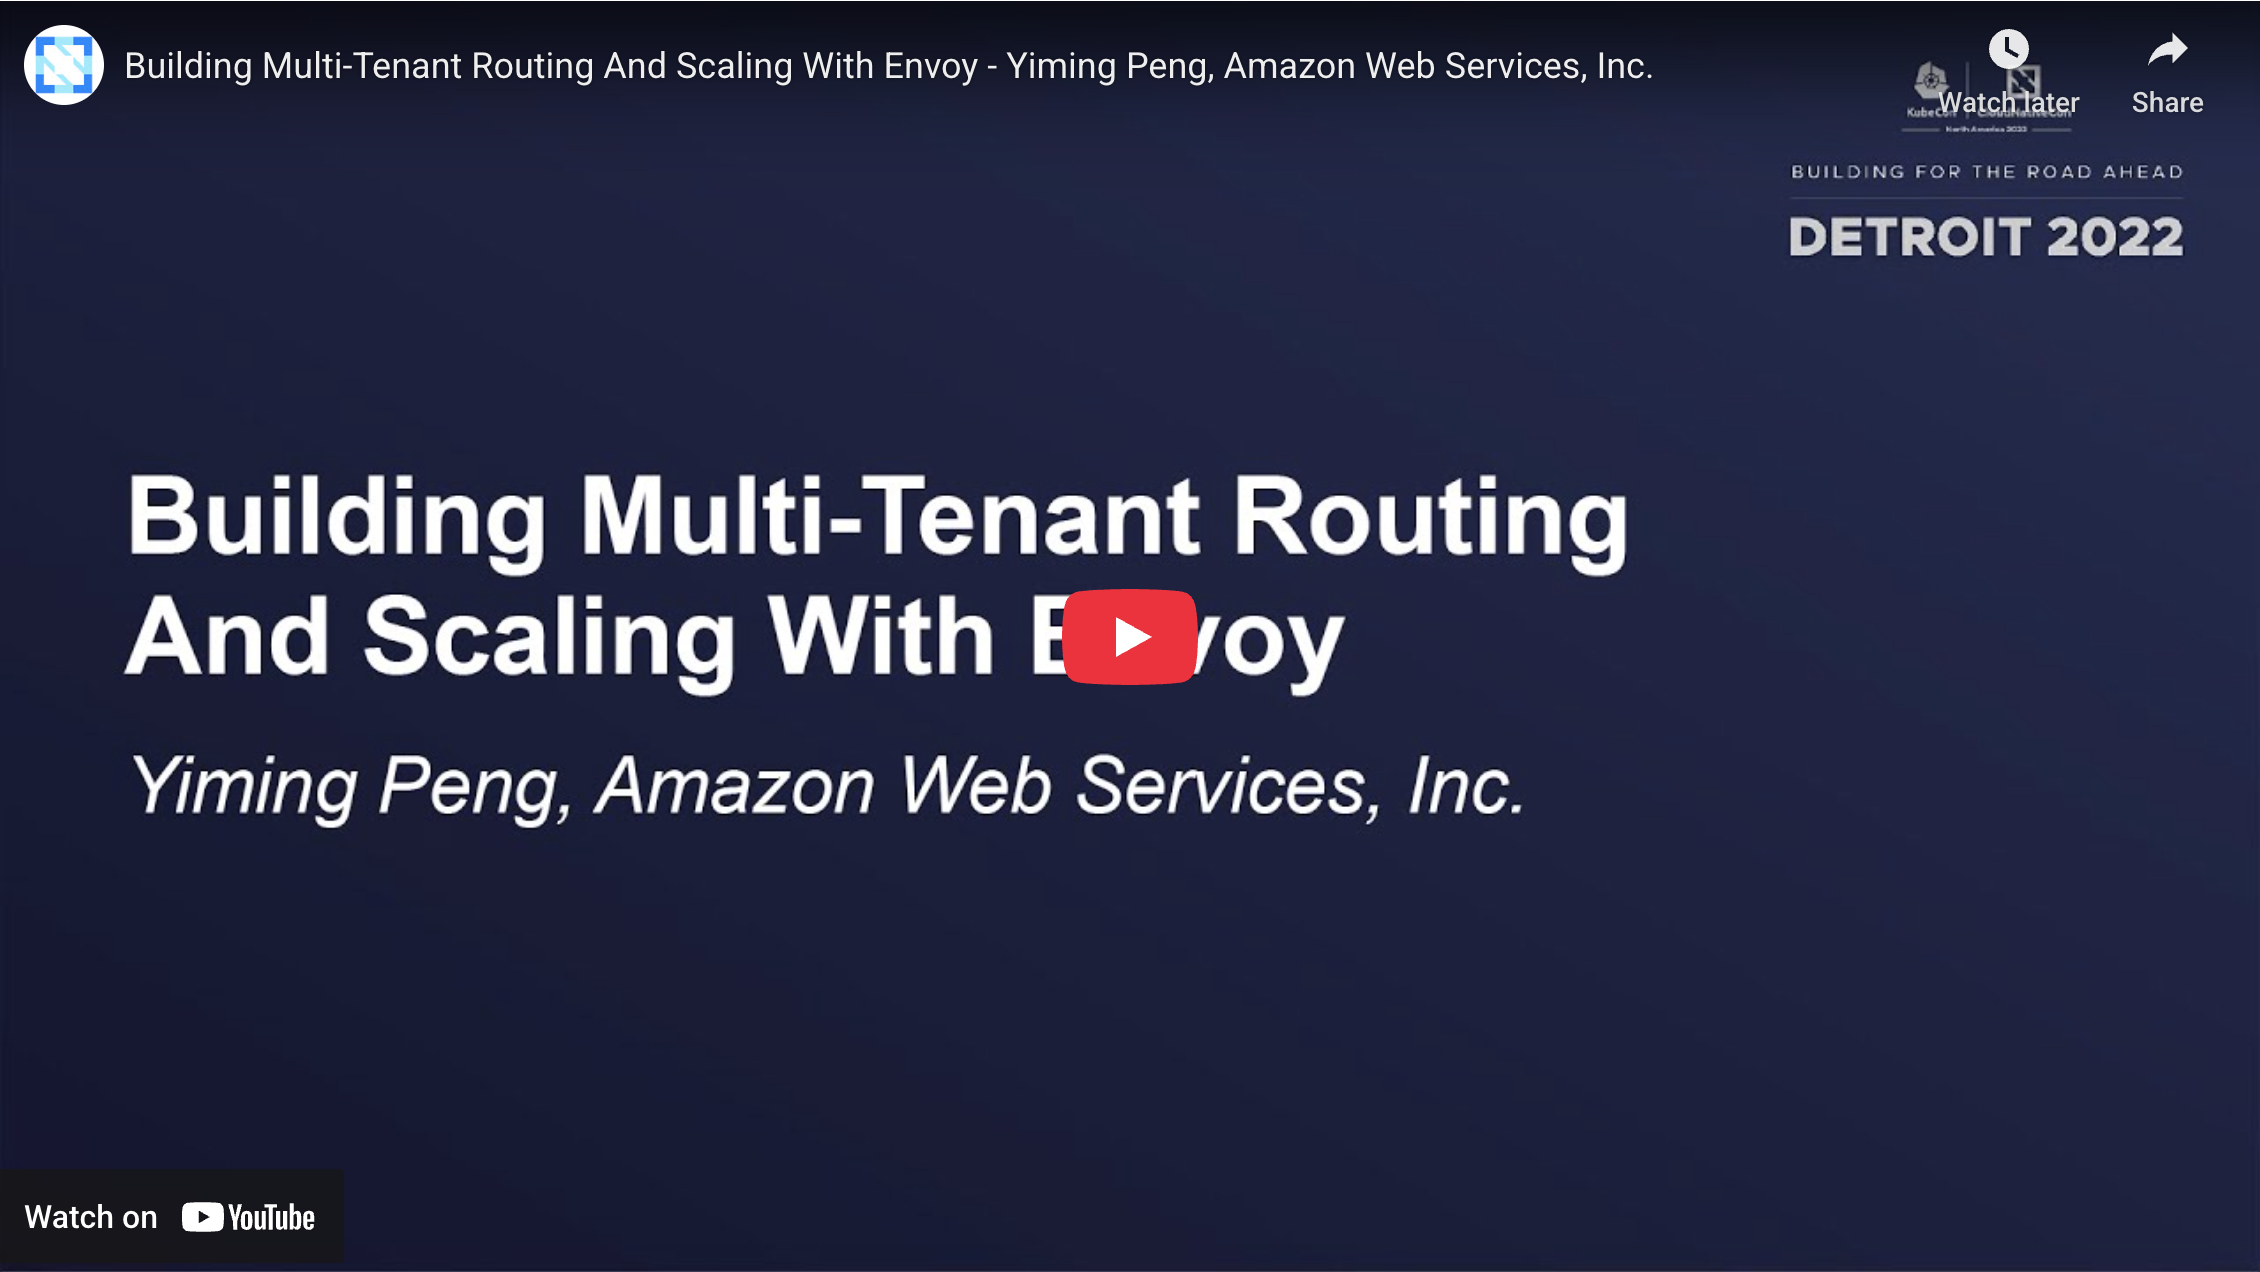 Building Multi-Tenant Routing And Scaling With Envoy - Yiming Peng, Amazon Web Services, Inc.
Watch later
Share
KubeCon
CloudNativeCon
North America 2022
BUILDING FOR THE ROAD AHEAD
DETROIT 2022
Building Multi-Tenant Routing
And Scaling With Envoy
Yiming Peng, Amazon Web Services, Inc.
Watch on YouTube